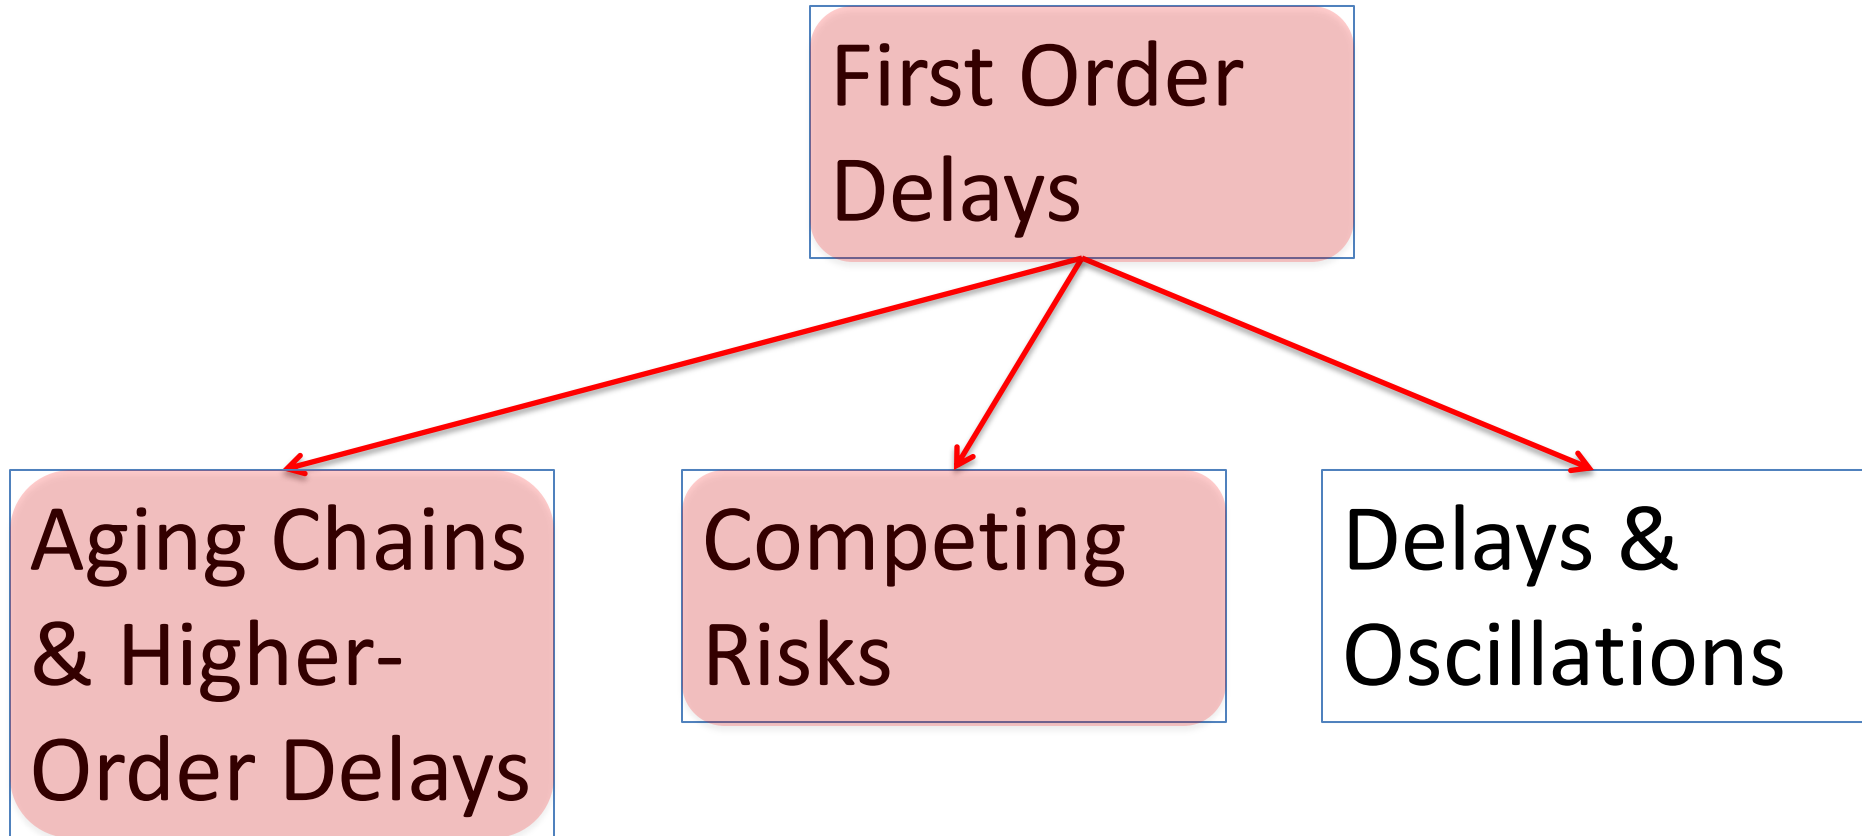 First Order
Delays
Aging Chains
& Higher-
Order Delays
Competing
Risks
Delays &
Oscillations